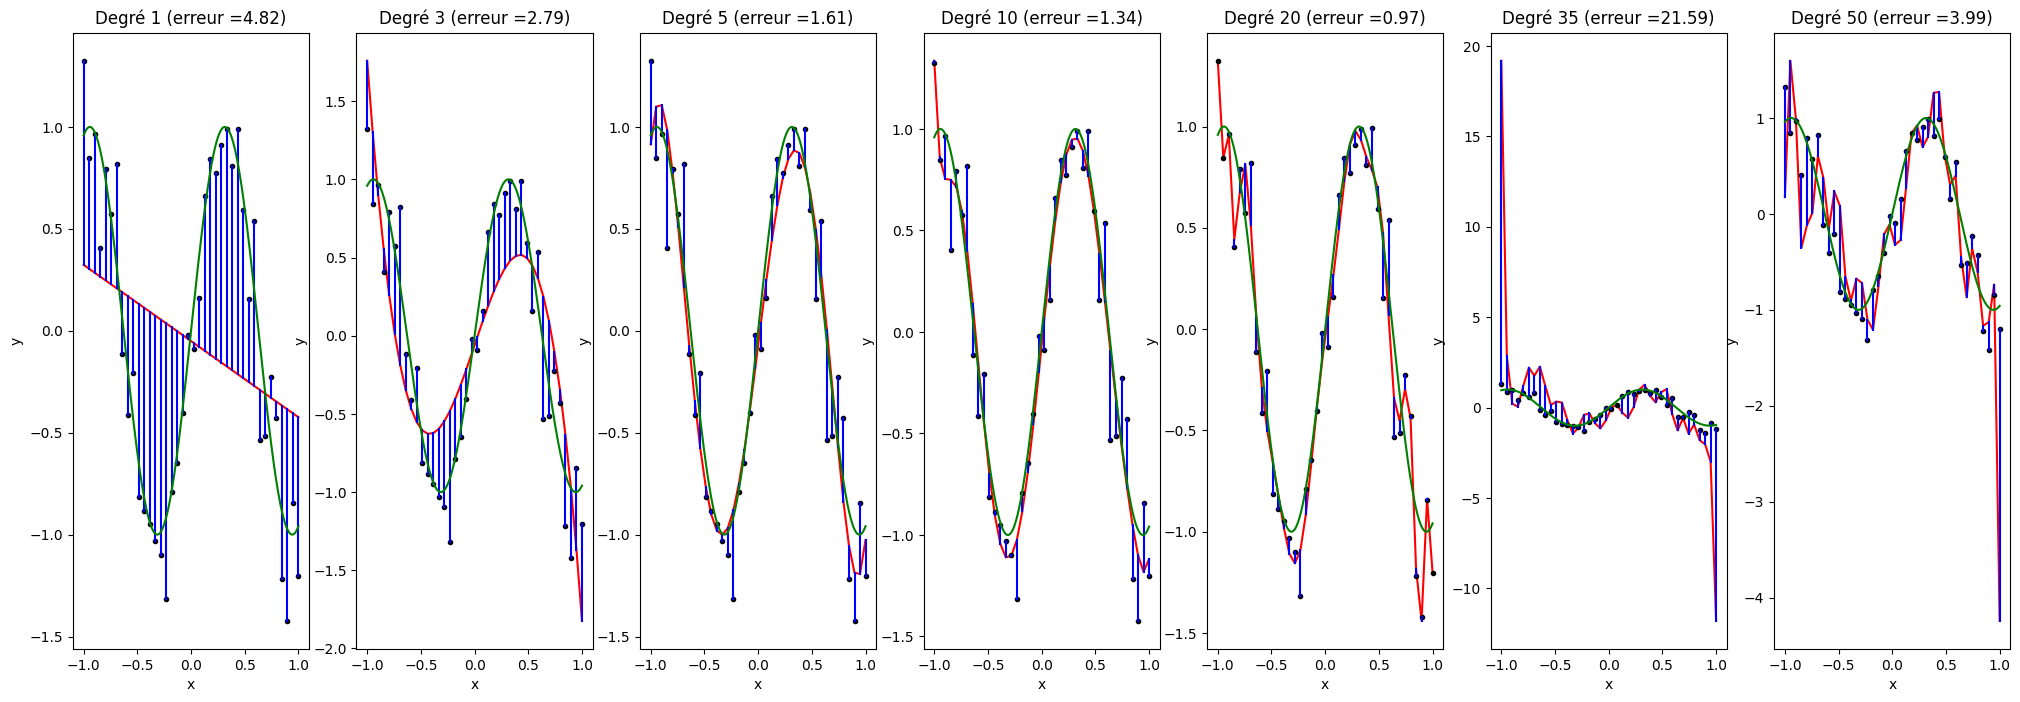 Degré 1 (erreur =4.82)
1.0
0.5
0.0
−0.5
−1.0
−1.5
y
−1.0 −0.5 0.0 0.5 1.0
x
Degré 3 (erreur =2.79)
1.5
1.0
0.5
0.0
−0.5
−1.0
−1.5
−2.0
y
−1.0 −0.5 0.0 0.5 1.0
x
Degré 5 (erreur =1.61)
1.0
0.5
0.0
−0.5
−1.0
−1.5
y
−1.0 −0.5 0.0 0.5 1.0
x
Degré 10 (erreur =1.34)
1.0
0.5
0.0
−0.5
−1.0
−1.5
y
−1.0 −0.5 0.0 0.5 1.0
x
Degré 20 (erreur =0.97)
1.0
0.5
0.0
−0.5
−1.0
−1.5
y
−1.0 −0.5 0.0 0.5 1.0
x
Degré 35 (erreur =21.59)
20
15
10
5
0
−5
−10
y
−1.0 −0.5 0.0 0.5 1.0
x
Degré 50 (erreur =3.99)
1
0
−1
−2
−3
−4
y
−1.0 −0.5 0.0 0.5 1.0
x